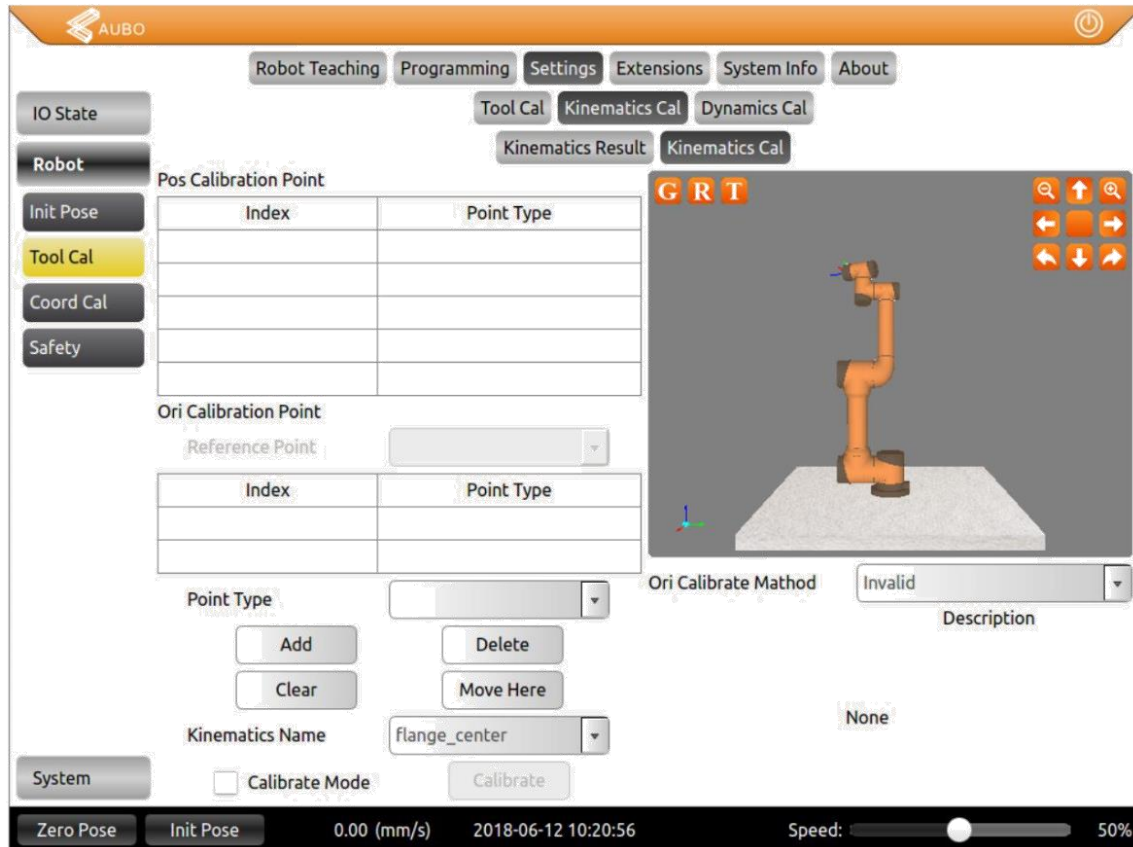 AUBO
Robot Teaching Programming Settings Extensions System Info About
Tool Cal Kinematics Cal Dynamics Cal
Kinematics Result Kinematics Cal
IO State
Robot
Init Pose
Tool Cal
Coord Cal
Safety
System
Pos Calibration Point
Index Point Type
Ori Calibration Point
Reference Point
Index Point Type
Point Type
Add Delete
Clear Move Here
Kinematics Name flange_center
Calibrate Mode Calibrate
G R T
Ori Calibrate Mathod Invalid
Description
None
Zero Pose Init Pose 0.00 (mm/s) 2018-06-12 10:20:56 Speed: 50%